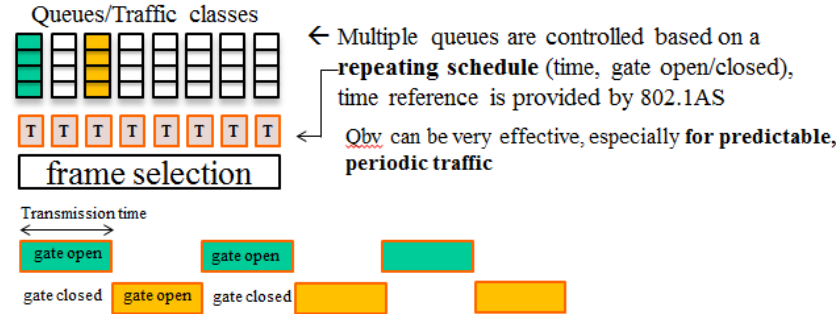 Queues/Traffic classes
← Multiple queues are controlled based on a
repeating schedule (time, gate open/closed),
time reference is provided by 802.1AS
T T T T T T T T
Qbv can be very effective, especially for predictable,
periodic traffic
frame selection
Transmission time
gate open gate open
gate closed gate open gate closed